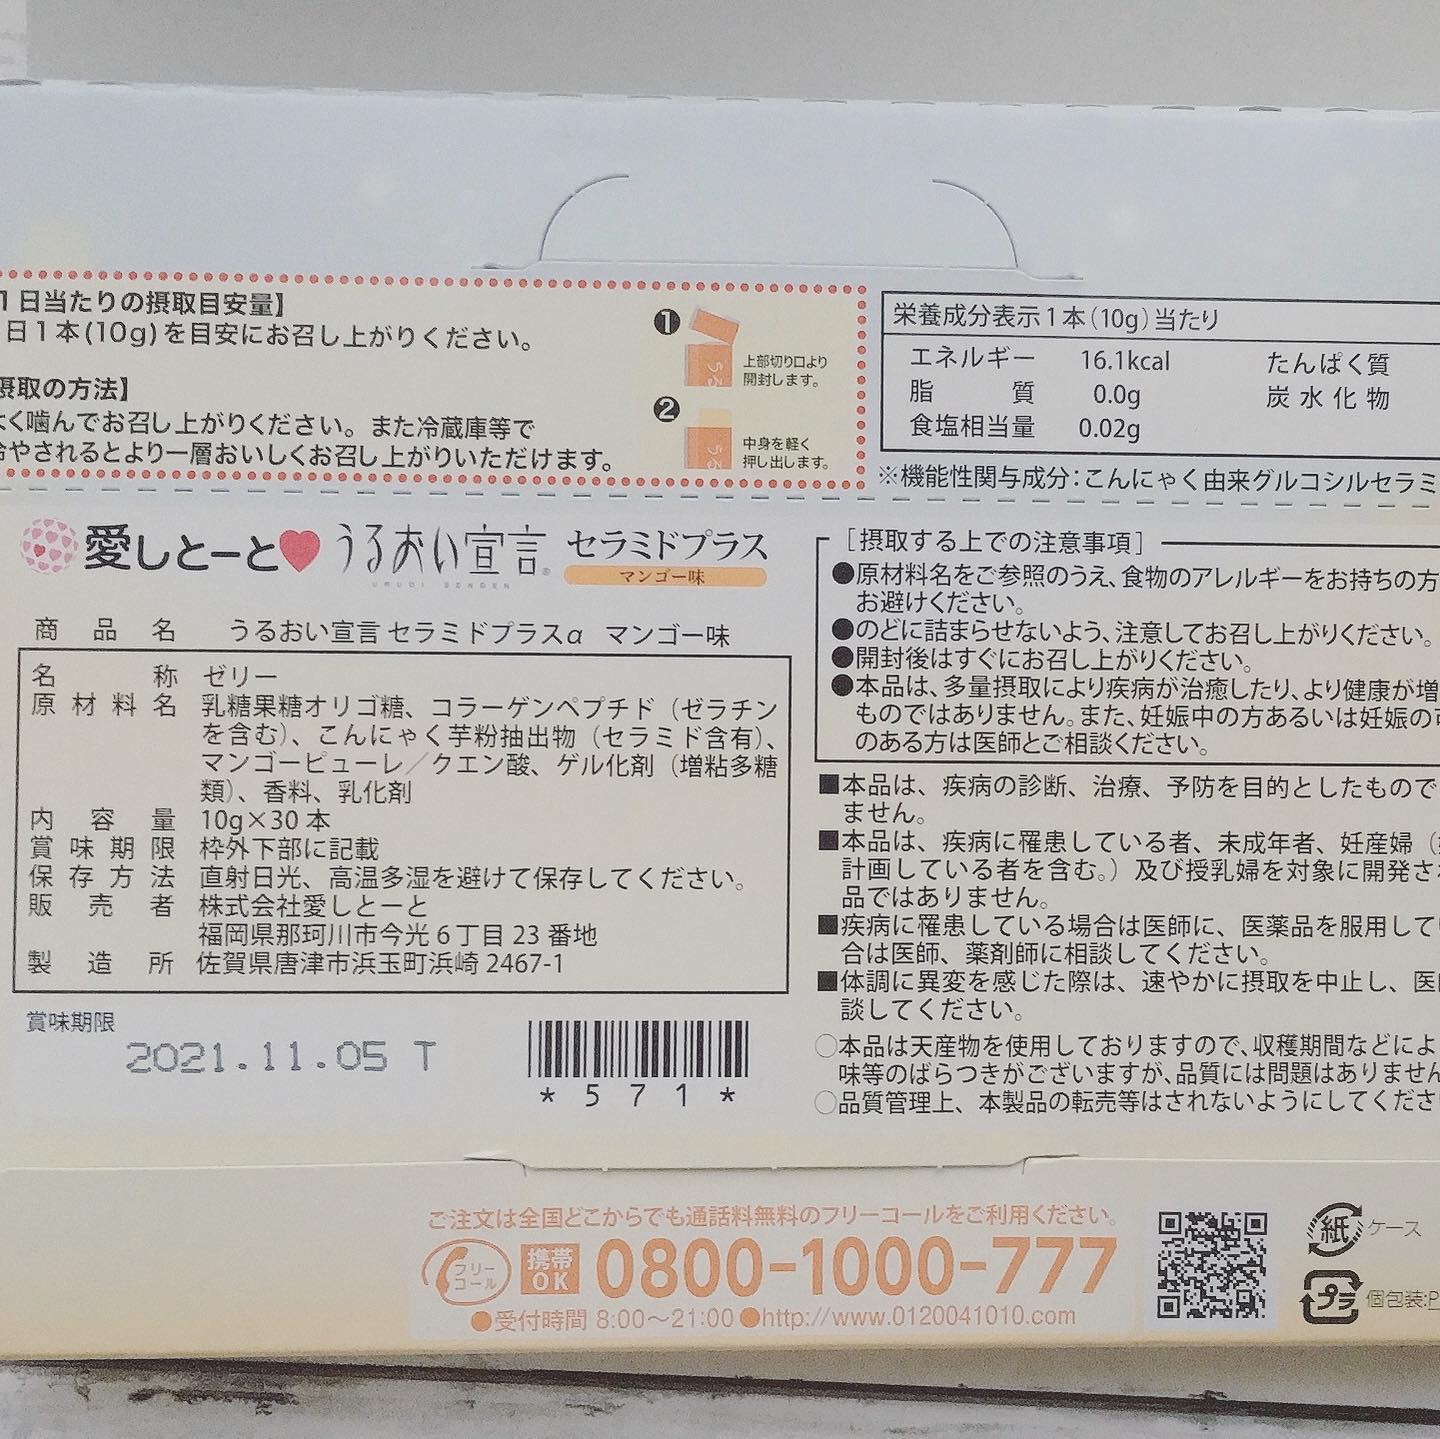 1日当たりの摂取目安量】
日1本(10g)を目安にお召し上がりください。
摂取の方法】
よく噛んでお召し上がりください。また冷蔵庫等で
冷やされるとより一層おいしくお召し上がりいただけます。
❶
上部切り口より
開封します。
❷
中身を軽く
押し出します。
栄養成分表示1本(10g)当たり
エネルギー 16.1kcal たんぱく質
脂質 0.0g 炭水化物
食塩相当量 0.02g
※機能性関与成分:こんにゃく由来グルコシルセラミ
愛しとーと♥ うるおい宣言® セラミドプラス
URUOI SENGEN
マンゴー味
商品名 うるおい宣言 セラミドプラスα マンゴー味
名称 ゼリー
原材料名 乳糖果糖オリゴ糖、コラーゲンペプチド(ゼラチン
を含む)、こんにゃく芋粉抽出物(セラミド含有)、
マンゴーピューレ/クエン酸、ゲル化剤(増粘多糖
類)、香料、乳化剤
内容量 10g×30本
賞味期限 枠外下部に記載
保存方法 直射日光、高温多湿を避けて保存してください。
販売者 株式会社愛しとーと
福岡県那珂川市今光6丁目23番地
製造所 佐賀県唐津市浜玉町浜崎2467-1
賞味期限
2021.11.05 T
*571*
[摂取する上での注意事項]
●原材料名をご参照のうえ、食物のアレルギーをお持ちの方
お避けください。
●のどに詰まらせないよう、注意してお召し上がりください。
●開封後はすぐにお召し上がりください。
●本品は、多量摂取により疾病が治癒したり、より健康が増
ものではありません。また、妊娠中の方あるいは妊娠の可
のある方は医師とご相談ください。
■本品は、疾病の診断、治療、予防を目的としたもので
ません。
■本品は、疾病に罹患している者、未成年者、妊産婦(
計画している者を含む。)及び授乳婦を対象に開発され
品ではありません。
■疾病に罹患している場合は医師に、医薬品を服用してい
合は医師、薬剤師に相談してください。
■体調に異変を感じた際は、速やかに摂取を中止し、医
談してください。
○本品は天産物を使用しておりますので、収穫期間などによ
味等のばらつきがございますが、品質には問題はありません
○品質管理上、本製品の転売等はされないようにしてくださ
ご注文は全国どこからでも通話料無料のフリーコールをご利用ください。
フリーコール 携帯OK 0800-1000-777
●受付時間 8:00～21:00 ●http://www.0120041010.com
紙 ケース
プラ 個包装:P